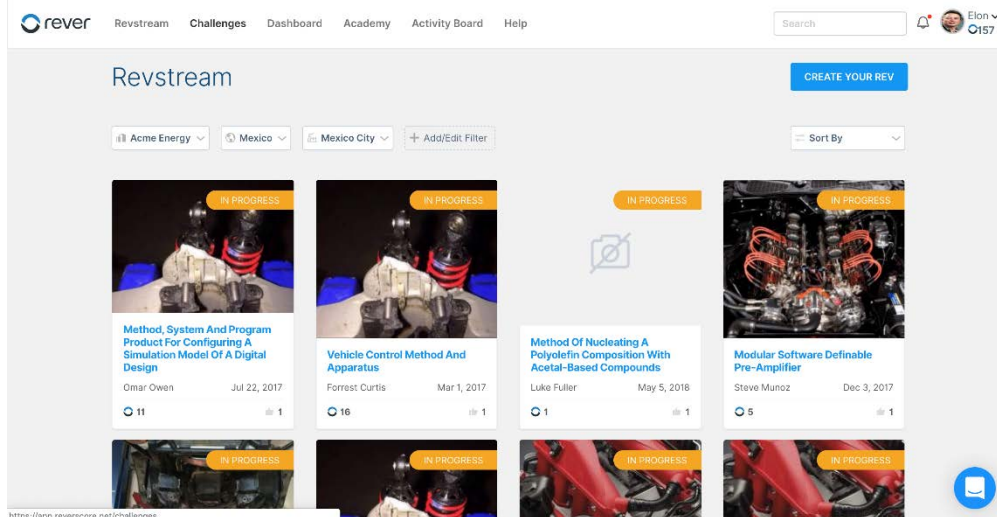 rever
Revstream Challenges Dashboard Academy Activity Board Help
Search
Elon
157
Revstream
CREATE YOUR REV
Acme Energy
Mexico
Mexico City
+ Add/Edit Filter
Sort By
IN PROGRESS
Method, System And Program
Product For Configuring A
Simulation Model Of A Digital
Design
Omar Owen Jul 22, 2017
11 1
IN PROGRESS
Vehicle Control Method And
Apparatus
Forrest Curtis Mar 1, 2017
16 1
IN PROGRESS
Method Of Nucleating A
Polyolefin Composition With
Acetal-Based Compounds
Luke Fuller May 5, 2018
1 1
IN PROGRESS
Modular Software Definable
Pre-Amplifier
Steve Munoz Dec 3, 2017
5 1
IN PROGRESS
IN PROGRESS
IN PROGRESS
IN PROGRESS
https://app.reverscore.net/challenges